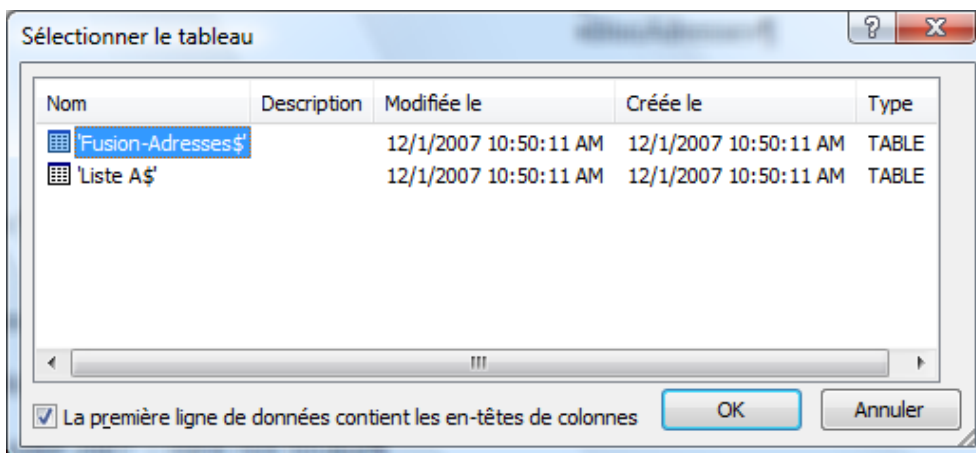 Sélectionner le tableau
Nom Description Modifiée le Créée le Type
'Fusion-Adresses$' 12/1/2007 10:50:11 AM 12/1/2007 10:50:11 AM TABLE
'Liste A$' 12/1/2007 10:50:11 AM 12/1/2007 10:50:11 AM TABLE
La première ligne de données contient les en-têtes de colonnes OK Annuler